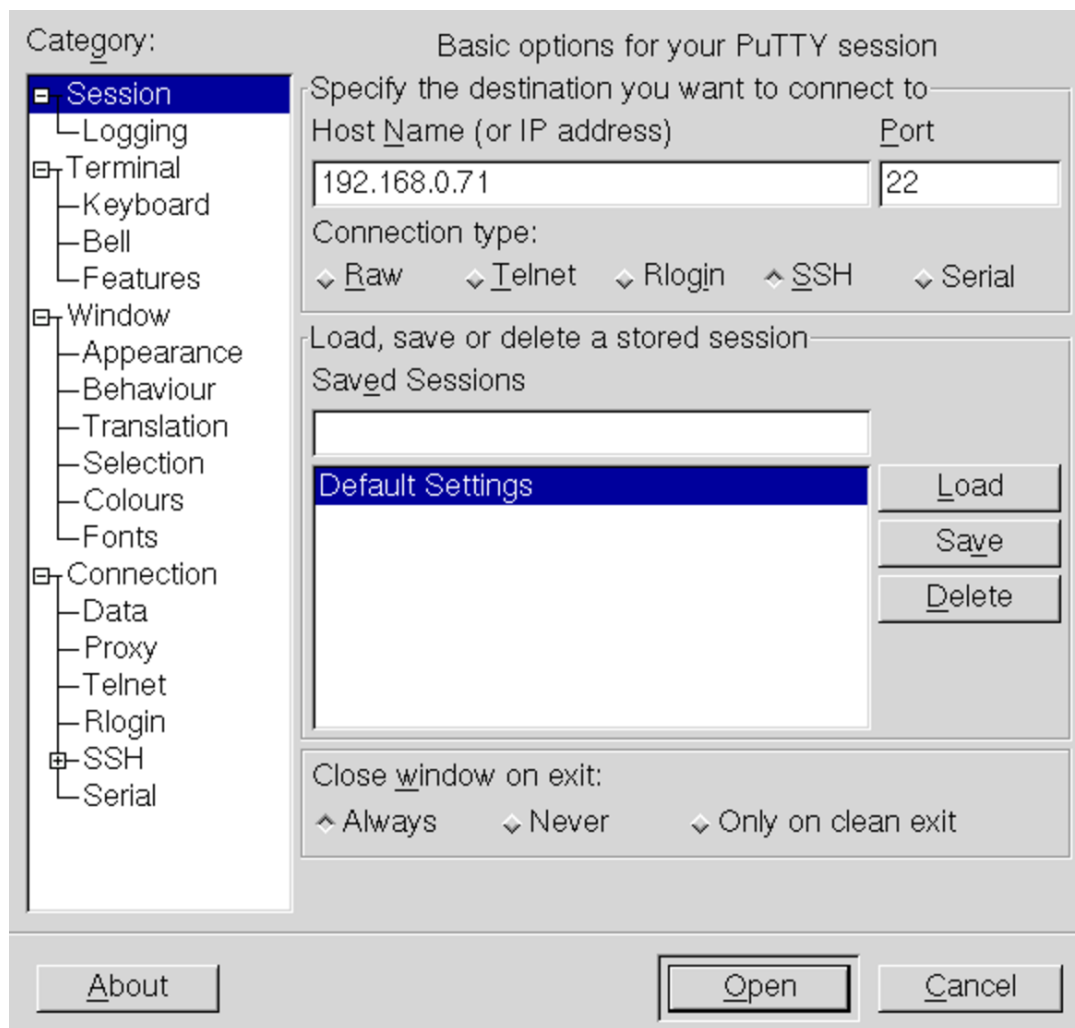 Category:
Session
Logging
Terminal
Keyboard
Bell
Features
Window
Appearance
Behaviour
Translation
Selection
Colours
Fonts
Connection
Data
Proxy
Telnet
Rlogin
SSH
Serial
Basic options for your PuTTY session
Specify the destination you want to connect to
Host Name (or IP address) Port
192.168.0.71 22
Connection type:
Raw Telnet Rlogin SSH Serial
Load, save or delete a stored session
Saved Sessions
Default Settings
Load
Save
Delete
Close window on exit:
Always Never Only on clean exit
About Open Cancel